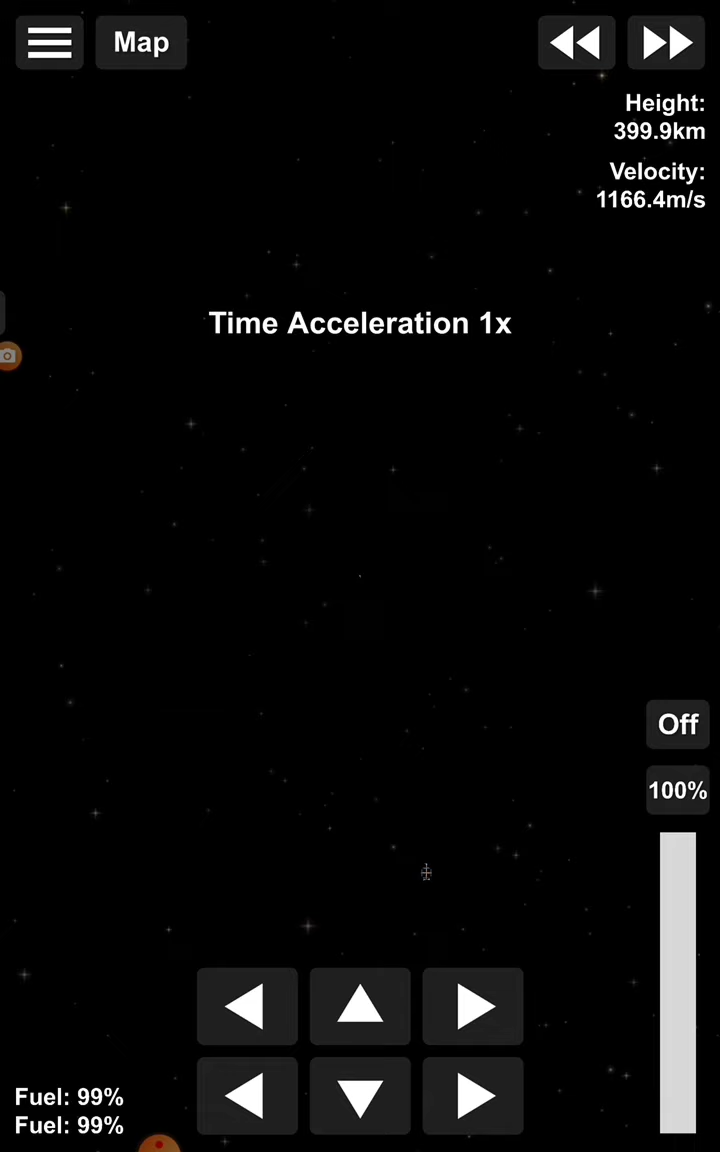 Map
Height:
399.9km
Velocity:
1166.4m/s
Time Acceleration 1x
Off
100%
Fuel: 99%
Fuel: 99%